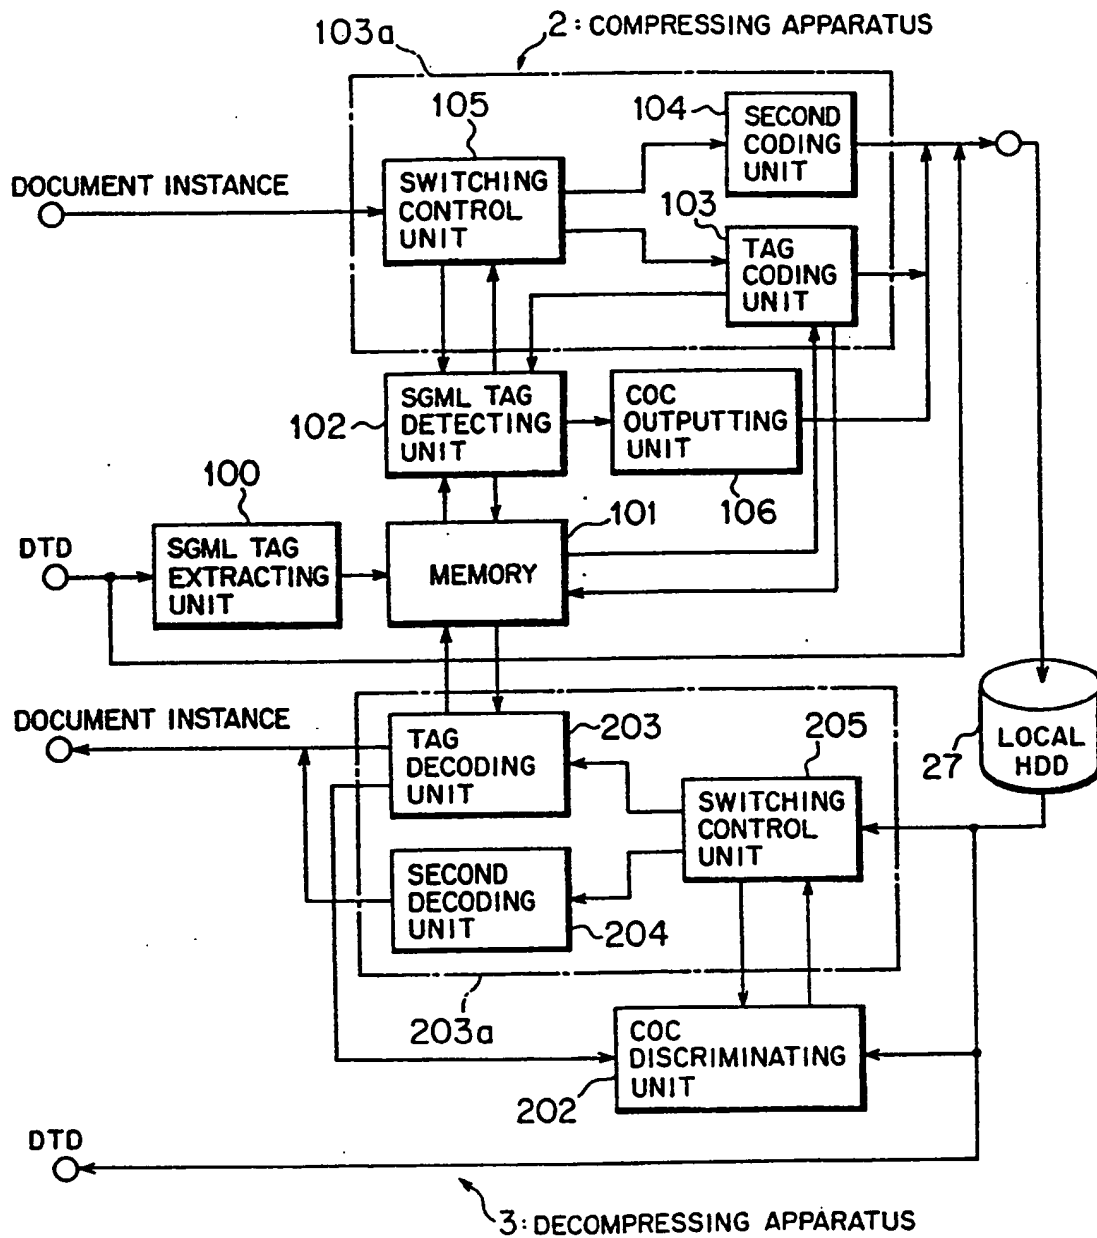 2: COMPRESSING APPARATUS
103a
105
104
SECOND
CODING
UNIT
DOCUMENT INSTANCE
SWITCHING
CONTROL
UNIT
103
TAG
CODING
UNIT
SGML TAG
DETECTING
UNIT
102
COC
OUTPUTTING
UNIT
106
100
101
DTD
SGML TAG
EXTRACTING
UNIT
MEMORY
DOCUMENT INSTANCE
TAG
DECODING
UNIT
203
205
27
LOCAL
HDD
SWITCHING
CONTROL
UNIT
SECOND
DECODING
UNIT
204
203a
COC
DISCRIMINATING
UNIT
202
DTD
3: DECOMPRESSING APPARATUS